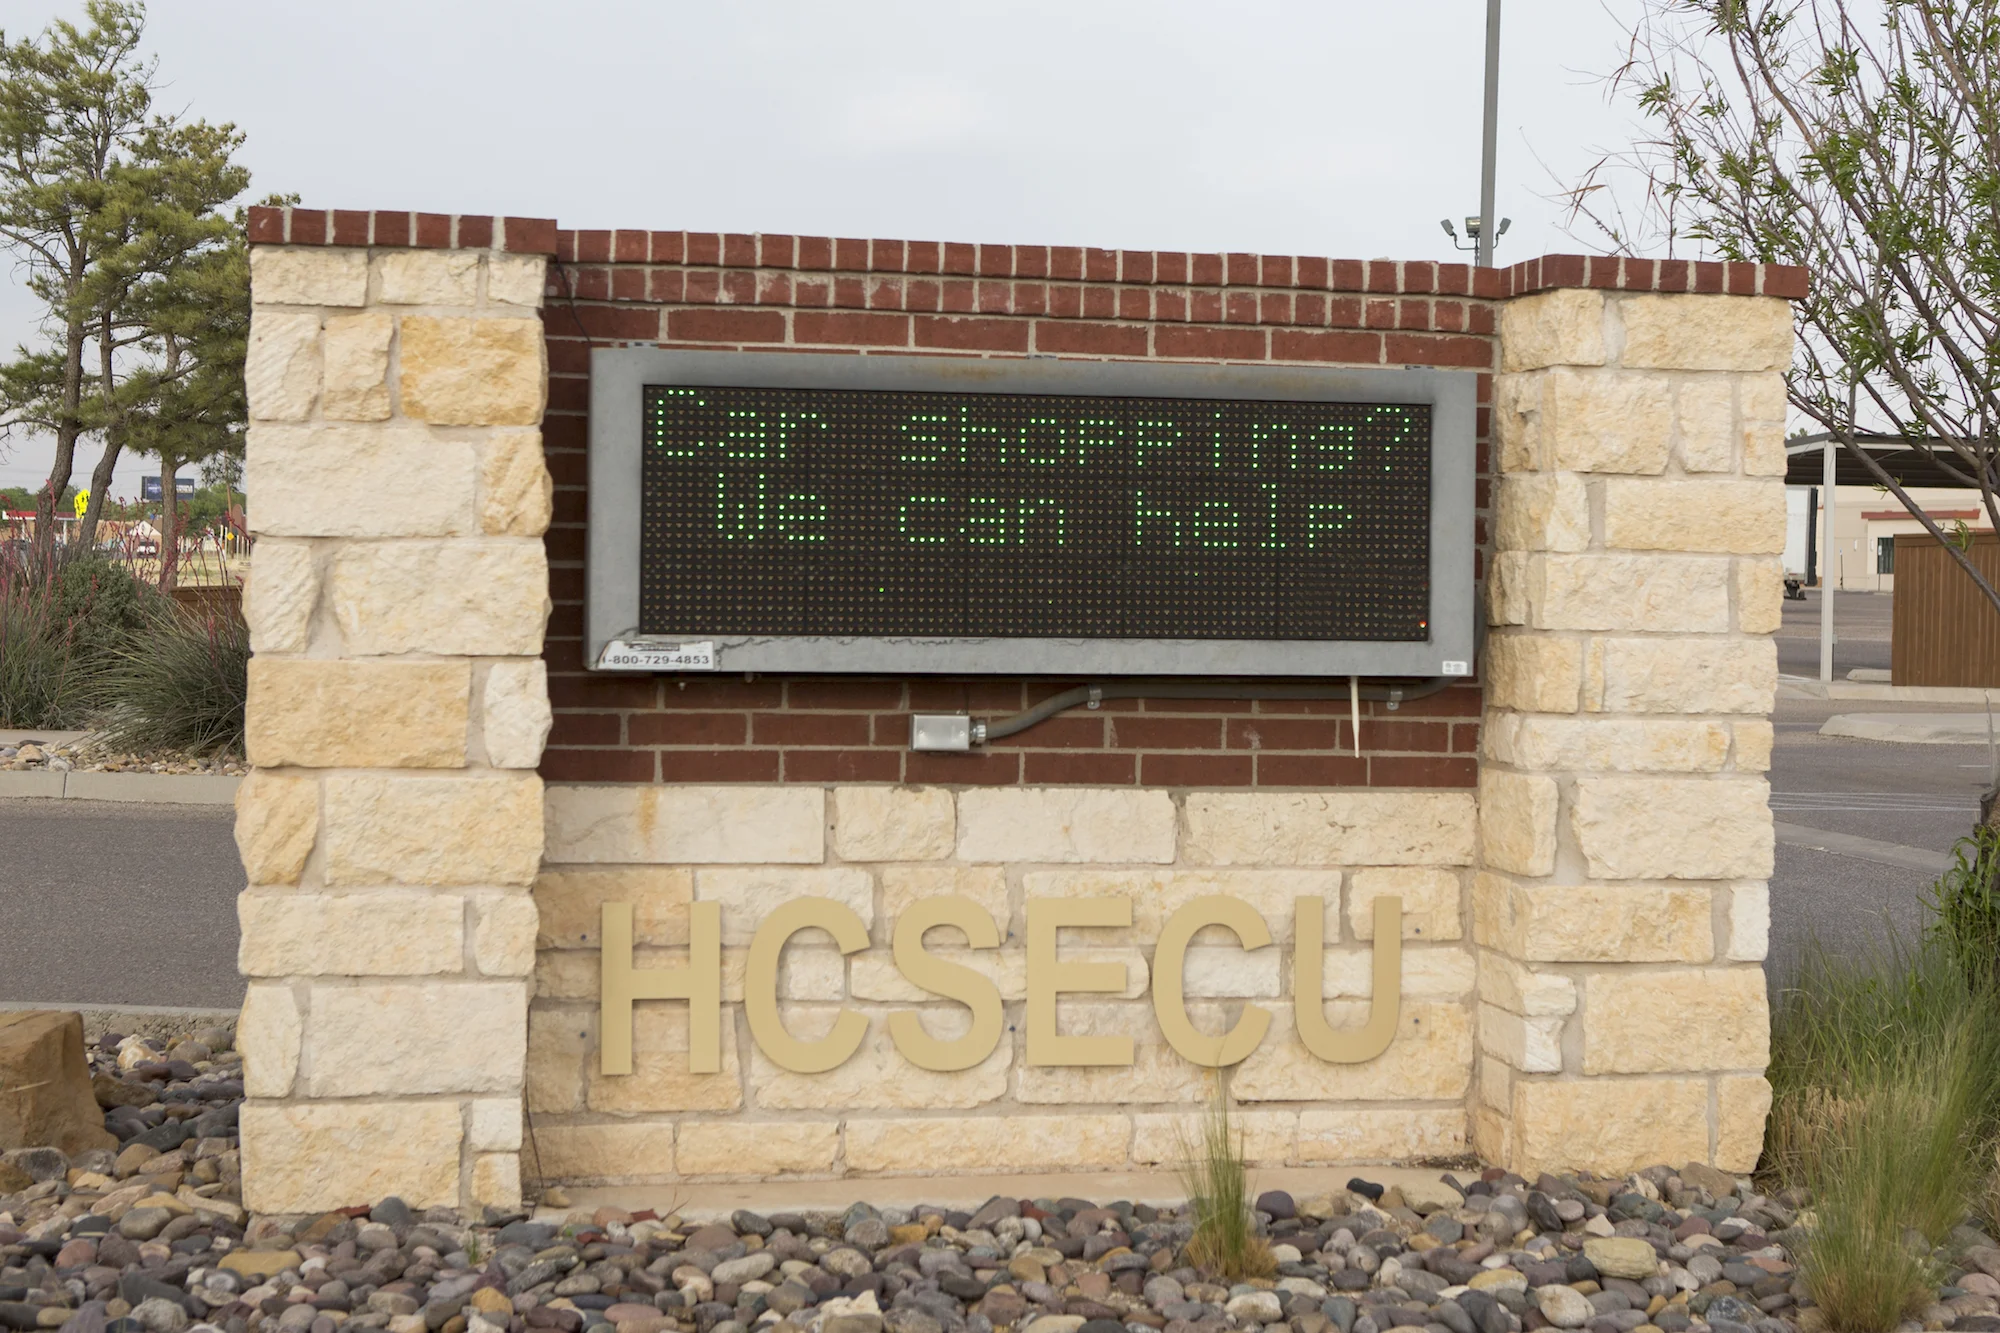 Car shopping?
We can help
1-800-729-4853
HCSECU